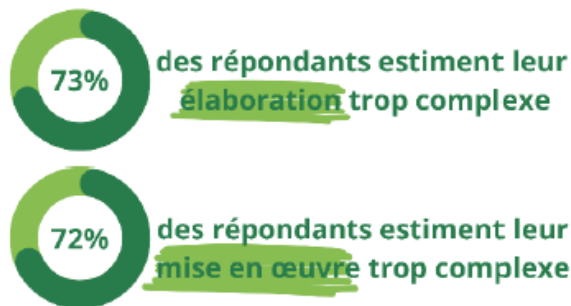 73%
des répondants estiment leur
élaboration trop complexe
72%
des répondants estiment leur
mise en œuvre trop complexe